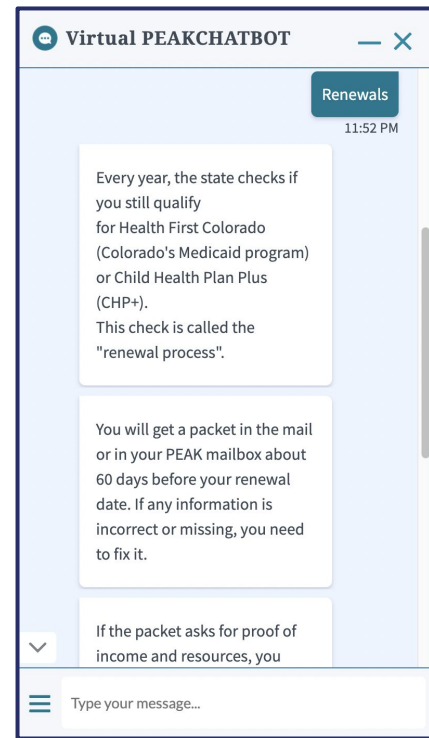 Virtual PEAKCHATBOT
Renewals
11:52 PM
Every year, the state checks if
you still qualify
for Health First Colorado
(Colorado's Medicaid program)
or Child Health Plan Plus
(CHP+).
This check is called the
"renewal process".
You will get a packet in the mail
or in your PEAK mailbox about
60 days before your renewal
date. If any information is
incorrect or missing, you need
to fix it.
If the packet asks for proof of
income and resources, you
Type your message...